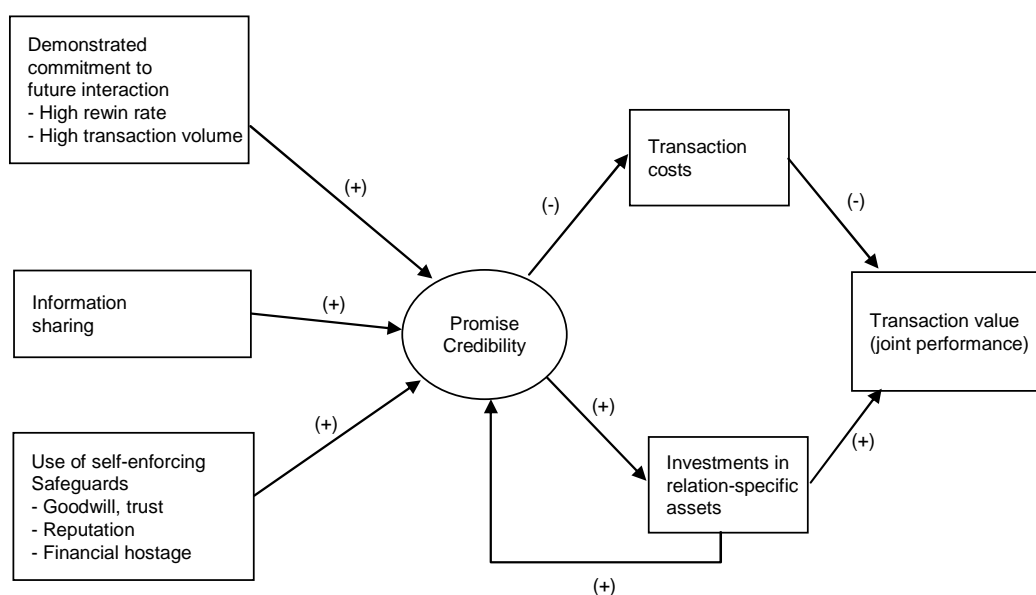 Demonstrated
commitment to
future interaction
- High rewin rate
- High transaction volume
(+)
Information
sharing
(+)
Use of self-enforcing
Safeguards
- Goodwill, trust
- Reputation
- Financial hostage
(+)
Promise
Credibility
(-)
Transaction
costs
(-)
(+)
Investments in
relation-specific
assets
(+)
(+)
Transaction value
(joint performance)